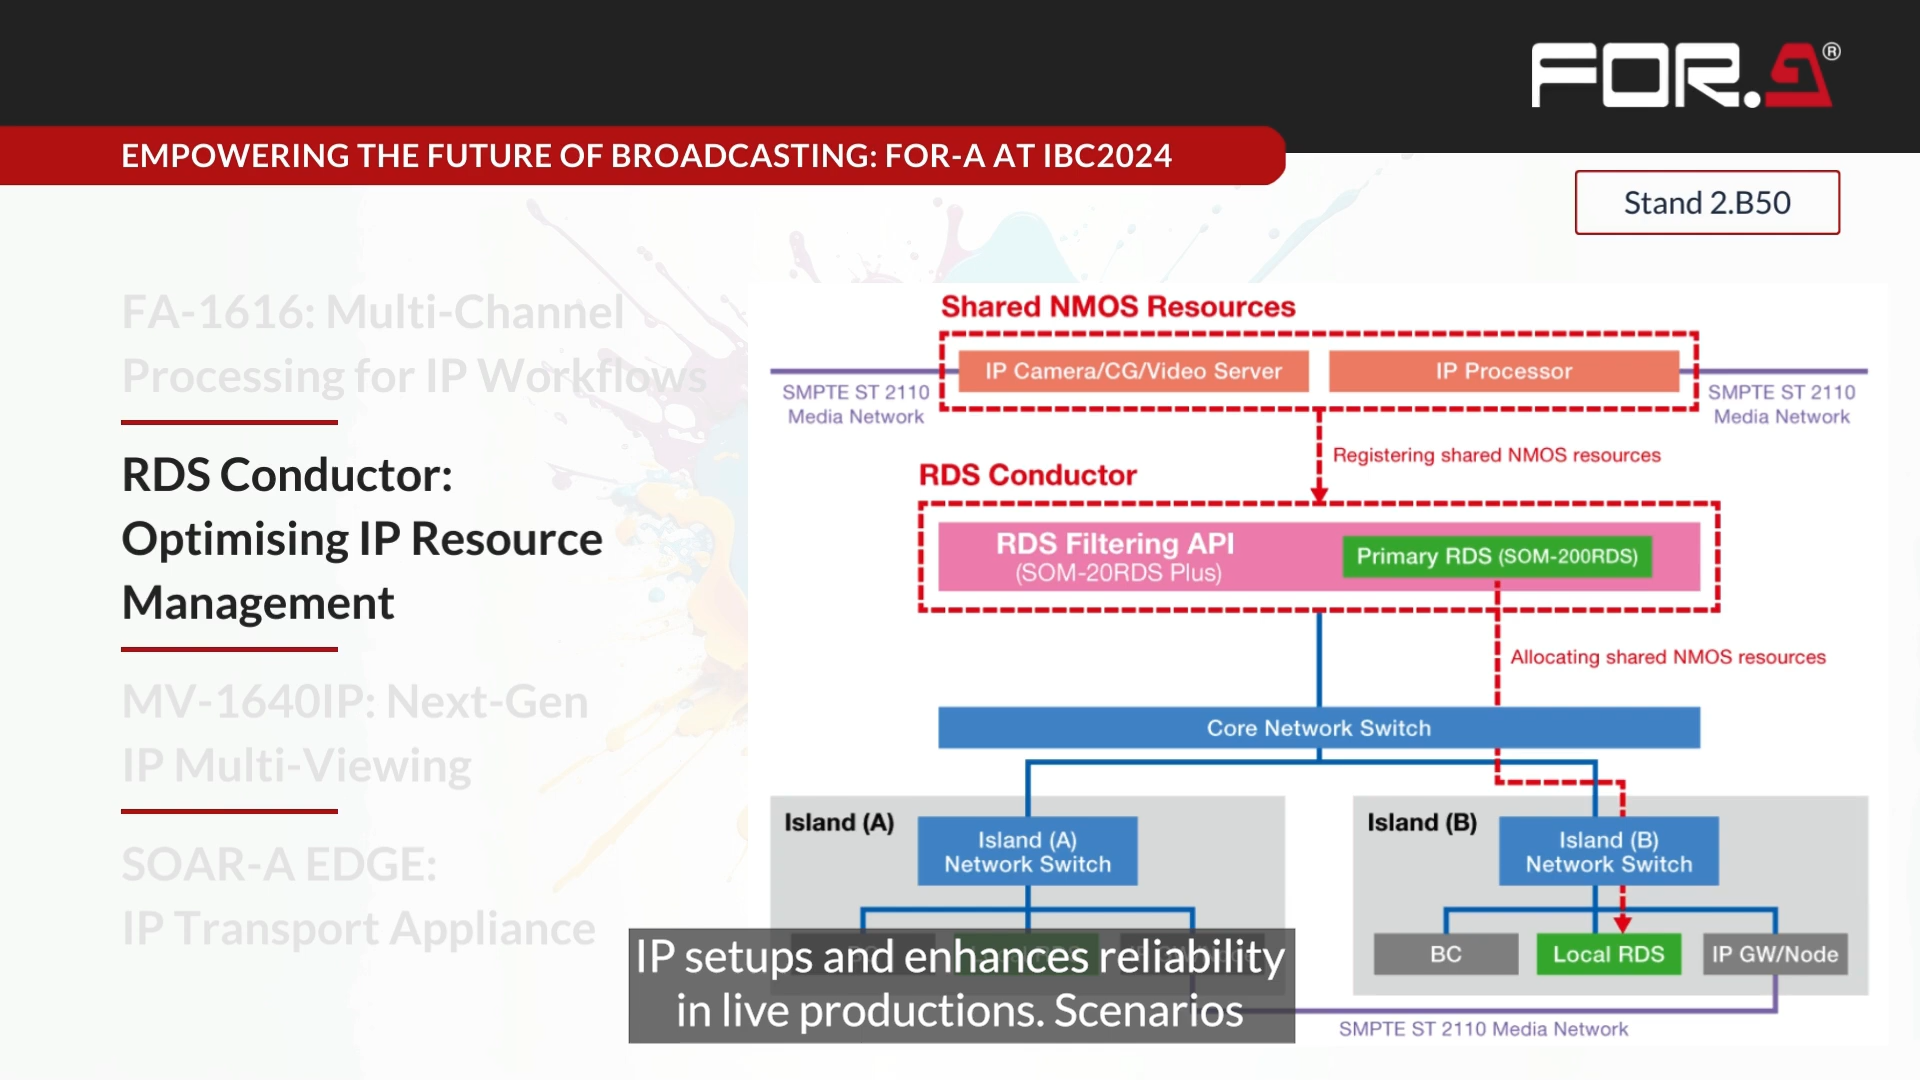 FOR.A®
EMPOWERING THE FUTURE OF BROADCASTING: FOR-A AT IBC2024
Stand 2.B50
FA-1616: Multi-Channel
Processing for IP Workflows
RDS Conductor:
Optimising IP Resource
Management
MV-1640IP: Next-Gen
IP Multi-Viewing
SOAR-A EDGE:
IP Transport Appliance
Shared NMOS Resources
IP Camera/CG/Video Server
IP Processor
SMPTE ST 2110
Media Network
SMPTE ST 2110
Media Network
Registering shared NMOS resources
RDS Conductor
RDS Filtering API
(SOM-20RDS Plus)
Primary RDS (SOM-200RDS)
Allocating shared NMOS resources
Core Network Switch
Island (A)
Island (A)
Network Switch
Island (B)
Island (B)
Network Switch
BC
Local RDS
IP GW/Node
SMPTE ST 2110 Media Network
IP setups and enhances reliability
in live productions. Scenarios